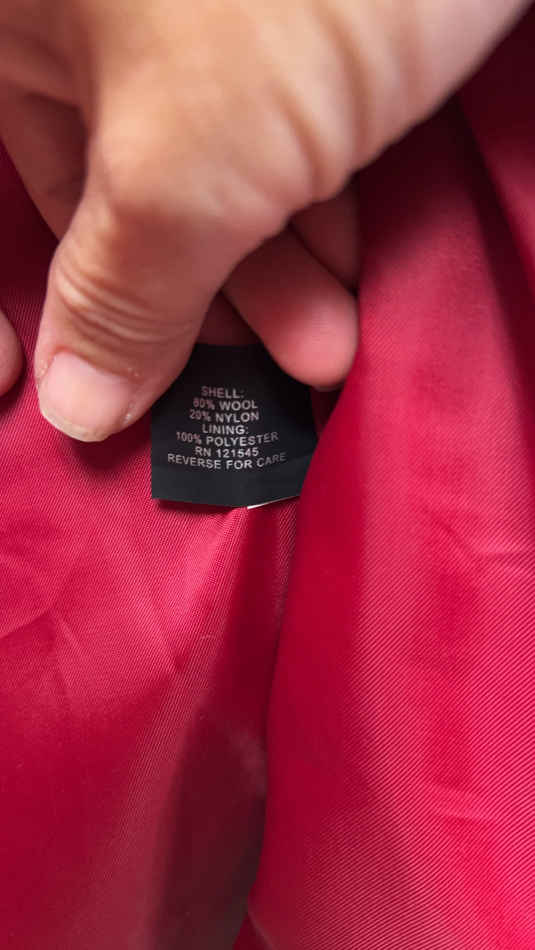 SHELL:
80% WOOL
20% NYLON
LINING:
100% POLYESTER
RN 121545
REVERSE FOR CARE